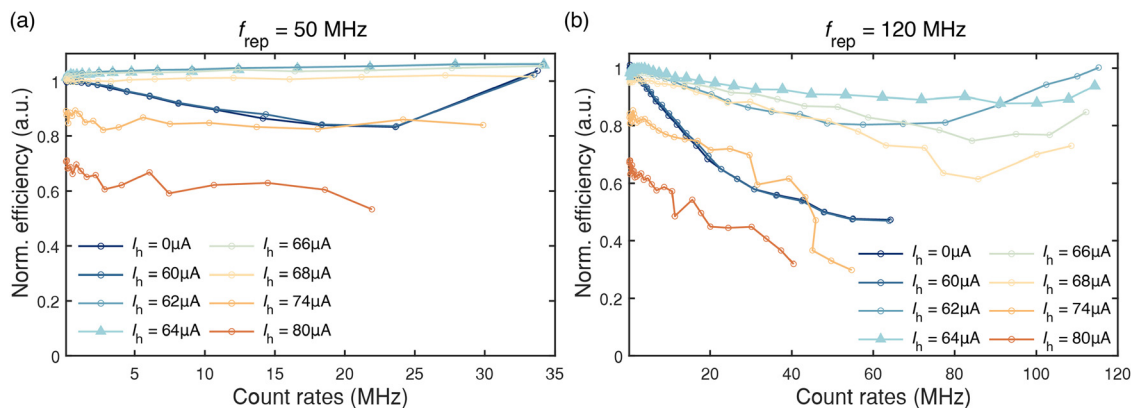 (a)
f_rep = 50 MHz
Norm. efficiency (a.u.)
1
0.8
0.6
0.4
0.2
0
I_h = 0μA
I_h = 60μA
I_h = 62μA
I_h = 64μA
I_h = 66μA
I_h = 68μA
I_h = 74μA
I_h = 80μA
5 10 15 20 25 30 35
Count rates (MHz)
(b)
f_rep = 120 MHz
Norm. efficiency (a.u.)
1
0.8
0.6
0.4
0.2
0
I_h = 0μA
I_h = 60μA
I_h = 62μA
I_h = 64μA
I_h = 66μA
I_h = 68μA
I_h = 74μA
I_h = 80μA
20 40 60 80 100 120
Count rates (MHz)